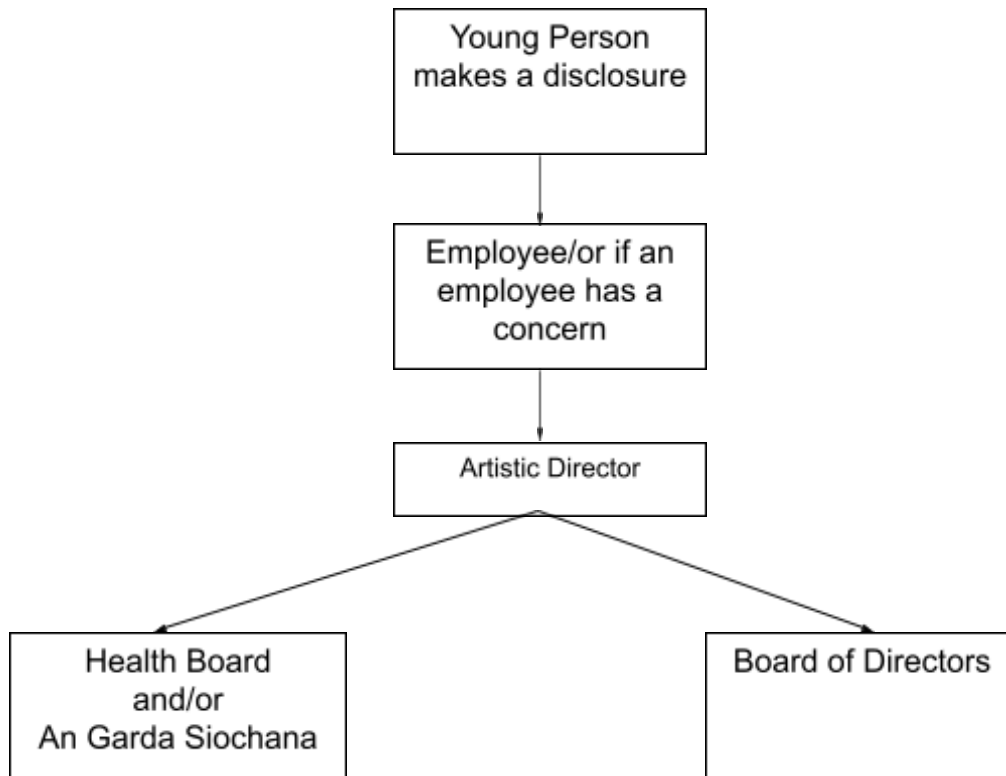 Young Person
makes a disclosure
Employee/or if an
employee has a
concern
Artistic Director
Health Board
and/or
An Garda Siochana
Board of Directors